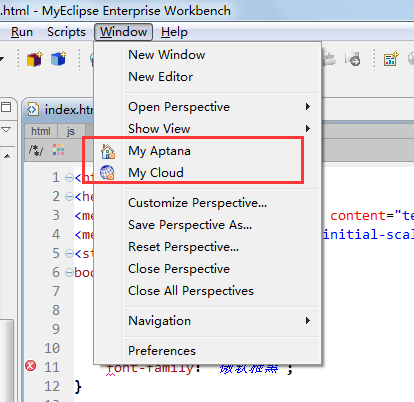 .html - MyEclipse Enterprise Workbench
Run Scripts Window Help
index.ht
html js
/*/
New Window
New Editor
Open Perspective
Show View
My Aptana
My Cloud
Customize Perspective...
Save Perspective As...
Reset Perspective...
Close Perspective
Close All Perspectives
Navigation
Preferences
1 <ht
2 <he
3 <me content="te
4 <me initial-scal
5 <st
6 bod
7
8
9
10
11 font-family: "微软雅黑";
12 }